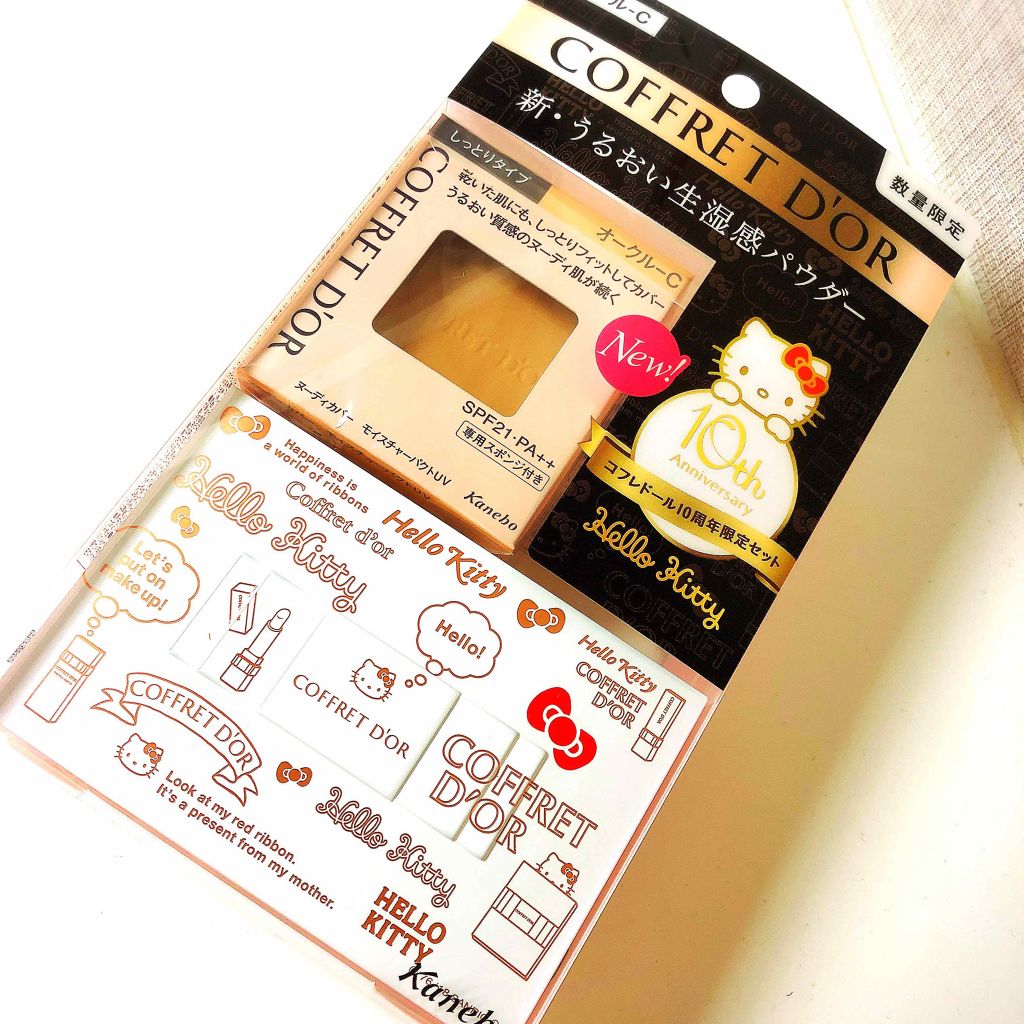 ル-C
COFFRET D'OR
新・うるおい生湿感パウダー
数量限定
しっとりタイプ
オークル-C
COFFRET D'OR
乾いた肌にも、しっとりフィットしてカバー
うるおい質感のヌーディ肌が続く
SPF21・PA++
専用スポンジ付き
ヌーディカバー モイスチャーパクトUV
Kanebo
New!
Hello!
HELLO
KITTY
10th
Anniversary
コフレドール10周年限定セット
Hello Kitty
COFFRET
D'OR
Happiness is
a world of ribbons
Coffret d'or
Hello Kitty
Hello Kitty
Let's
put on
make up!
Hello!
COFFRET D'OR
Hello Kitty
COFFRET
D'OR
COFFRET D'OR
COFFRET
D'OR
Look at my red ribbon.
It's a present from my mother.
Hello Kitty
HELLO
KITTY
Kanebo